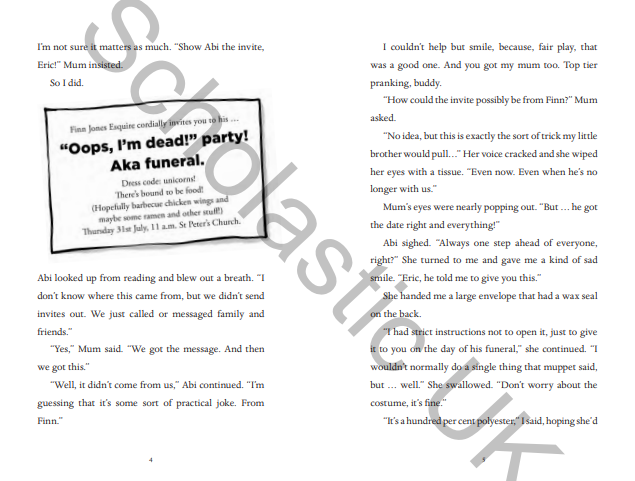 I'm not sure it matters as much. "Show Abi the invite,
Eric!" Mum insisted.
So I did.
Finn Jones Esquire cordially invites you to his …
"Oops, I'm dead!" party!
Aka funeral.
Dress code: unicorns!
There's bound to be food!
(Hopefully barbecue chicken wings and
maybe some ramen and other stuff!)
Thursday 31st July, 11 a.m. St Peter's Church.
Abi looked up from reading and blew out a breath. "I
don't know where this came from, but we didn't send
invites out. We just called or messaged family and
friends."
"Yes," Mum said. "We got the message. And then
we got this."
"Well, it didn't come from us," Abi continued. "I'm
guessing that it's some sort of practical joke. From
Finn."
4
I couldn't help but smile, because, fair play, that
was a good one. And you got my mum too. Top tier
pranking, buddy.
"How could the invite possibly be from Finn?" Mum
asked.
"No idea, but this is exactly the sort of trick my little
brother would pull…" Her voice cracked and she wiped
her eyes with a tissue. "Even now. Even when he's no
longer with us."
Mum's eyes were nearly popping out. "But … he got
the date right and everything!"
Abi sighed. "Always one step ahead of everyone,
right?" She turned to me and gave me a kind of sad
smile. "Eric, he told me to give you this."
She handed me a large envelope that had a wax seal
on the back.
"I had strict instructions not to open it, just to give
it to you on the day of his funeral," she continued. "I
wouldn't normally do a single thing that muppet said,
but … well." She swallowed. "Don't worry about the
costume, it's fine."
"It's a hundred per cent polyester," I said, hoping she'd
5
Scholastic UK